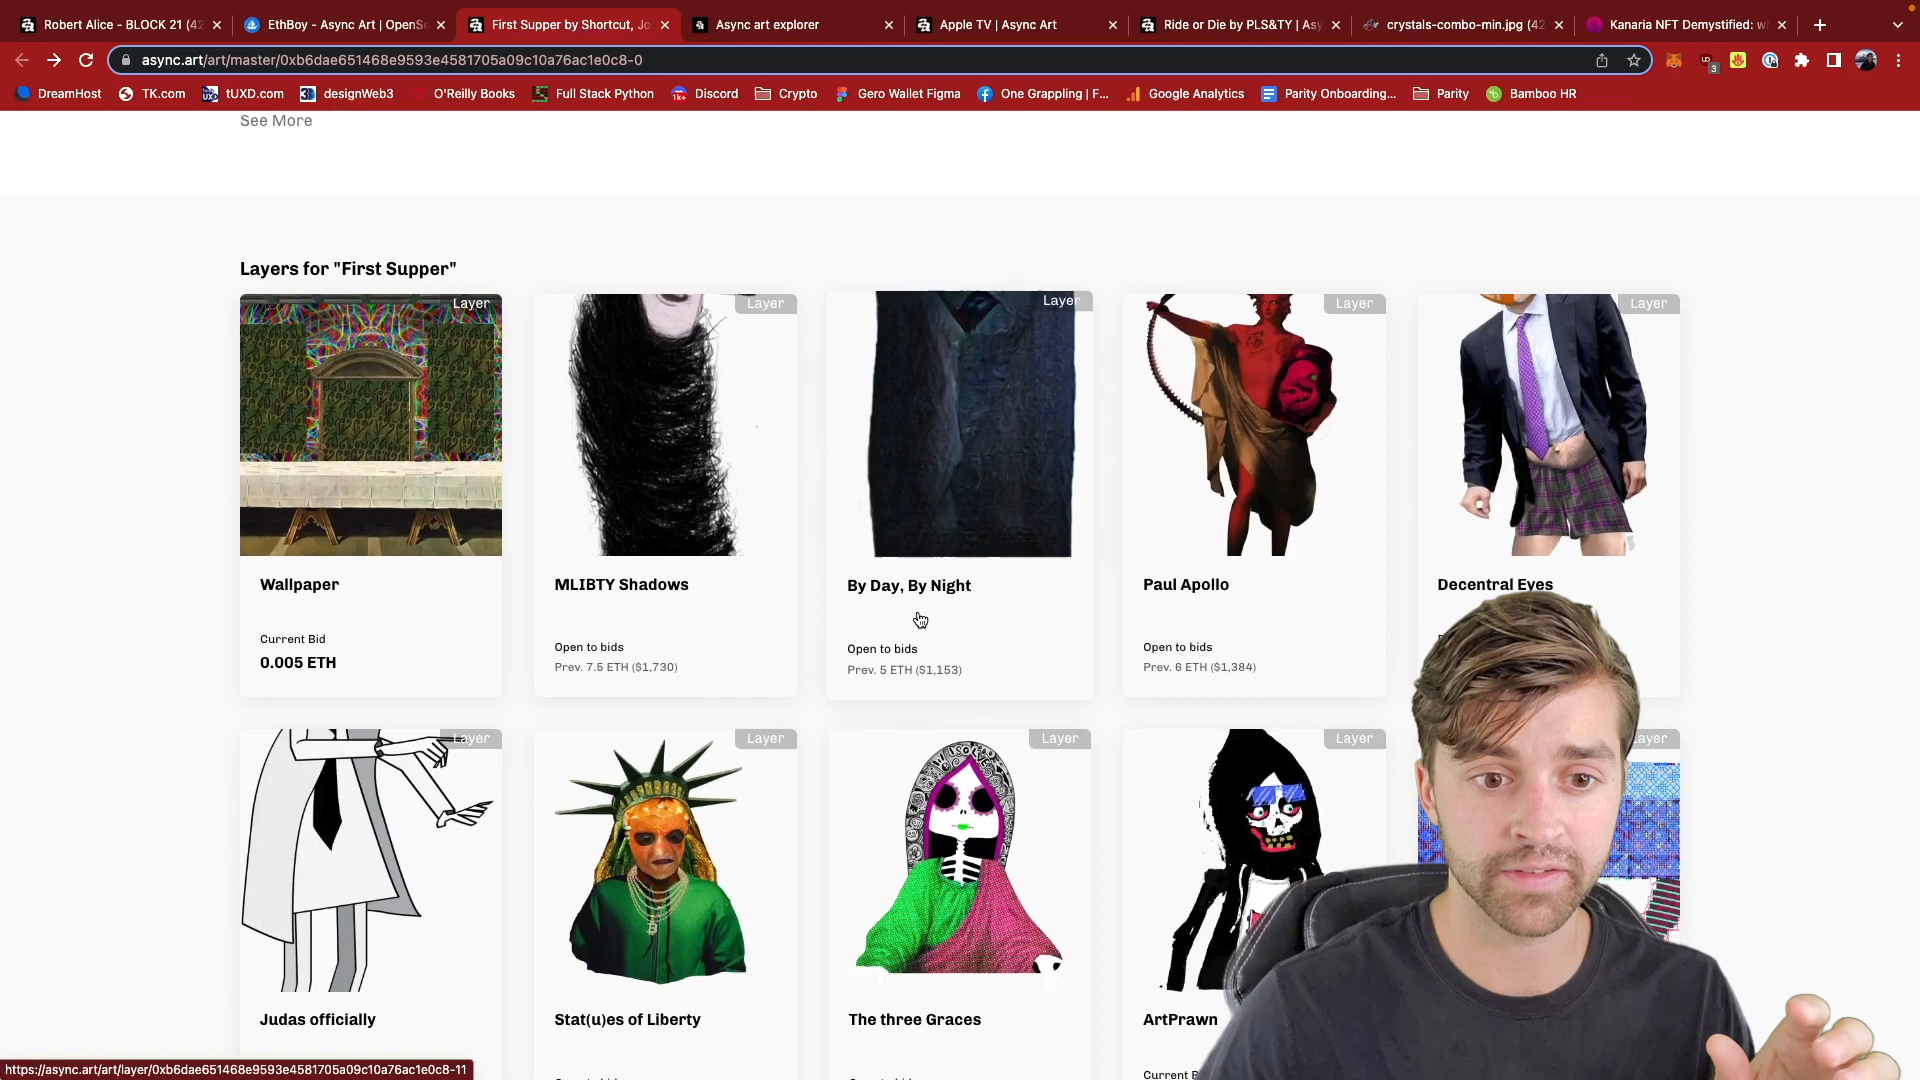 Robert Alice - BLOCK 21 (42
EthBoy - Async Art | OpenSe
First Supper by Shortcut, Jo
Async art explorer
Apple TV | Async Art
Ride or Die by PLS&TY | Asy
crystals-combo-min.jpg (42
Kanaria NFT Demystified: wh
async.art/art/master/0xb6dae651468e9593e4581705a09c10a76ac1e0c8-0
3
DreamHost
TK.com
tUXD.com
designWeb3
O'Reilly Books
Full Stack Python
Discord
Crypto
Gero Wallet Figma
One Grappling | F...
Google Analytics
Parity Onboarding...
Parity
Bamboo HR
See More
Layers for "First Supper"
Layer
Layer
Layer
Layer
Layer
Wallpaper
MLIBTY Shadows
By Day, By Night
Paul Apollo
Decentral Eyes
Current Bid
0.005 ETH
Open to bids
Prev. 7.5 ETH ($1,730)
Open to bids
Prev. 5 ETH ($1,153)
Open to bids
Prev. 6 ETH ($1,384)
Layer
Layer
Layer
Layer
ayer
Judas officially
Stat(u)es of Liberty
The three Graces
ArtPrawn
https://async.art/art/layer/0xb6dae651468e9593e4581705a09c10a76ac1e0c8-11